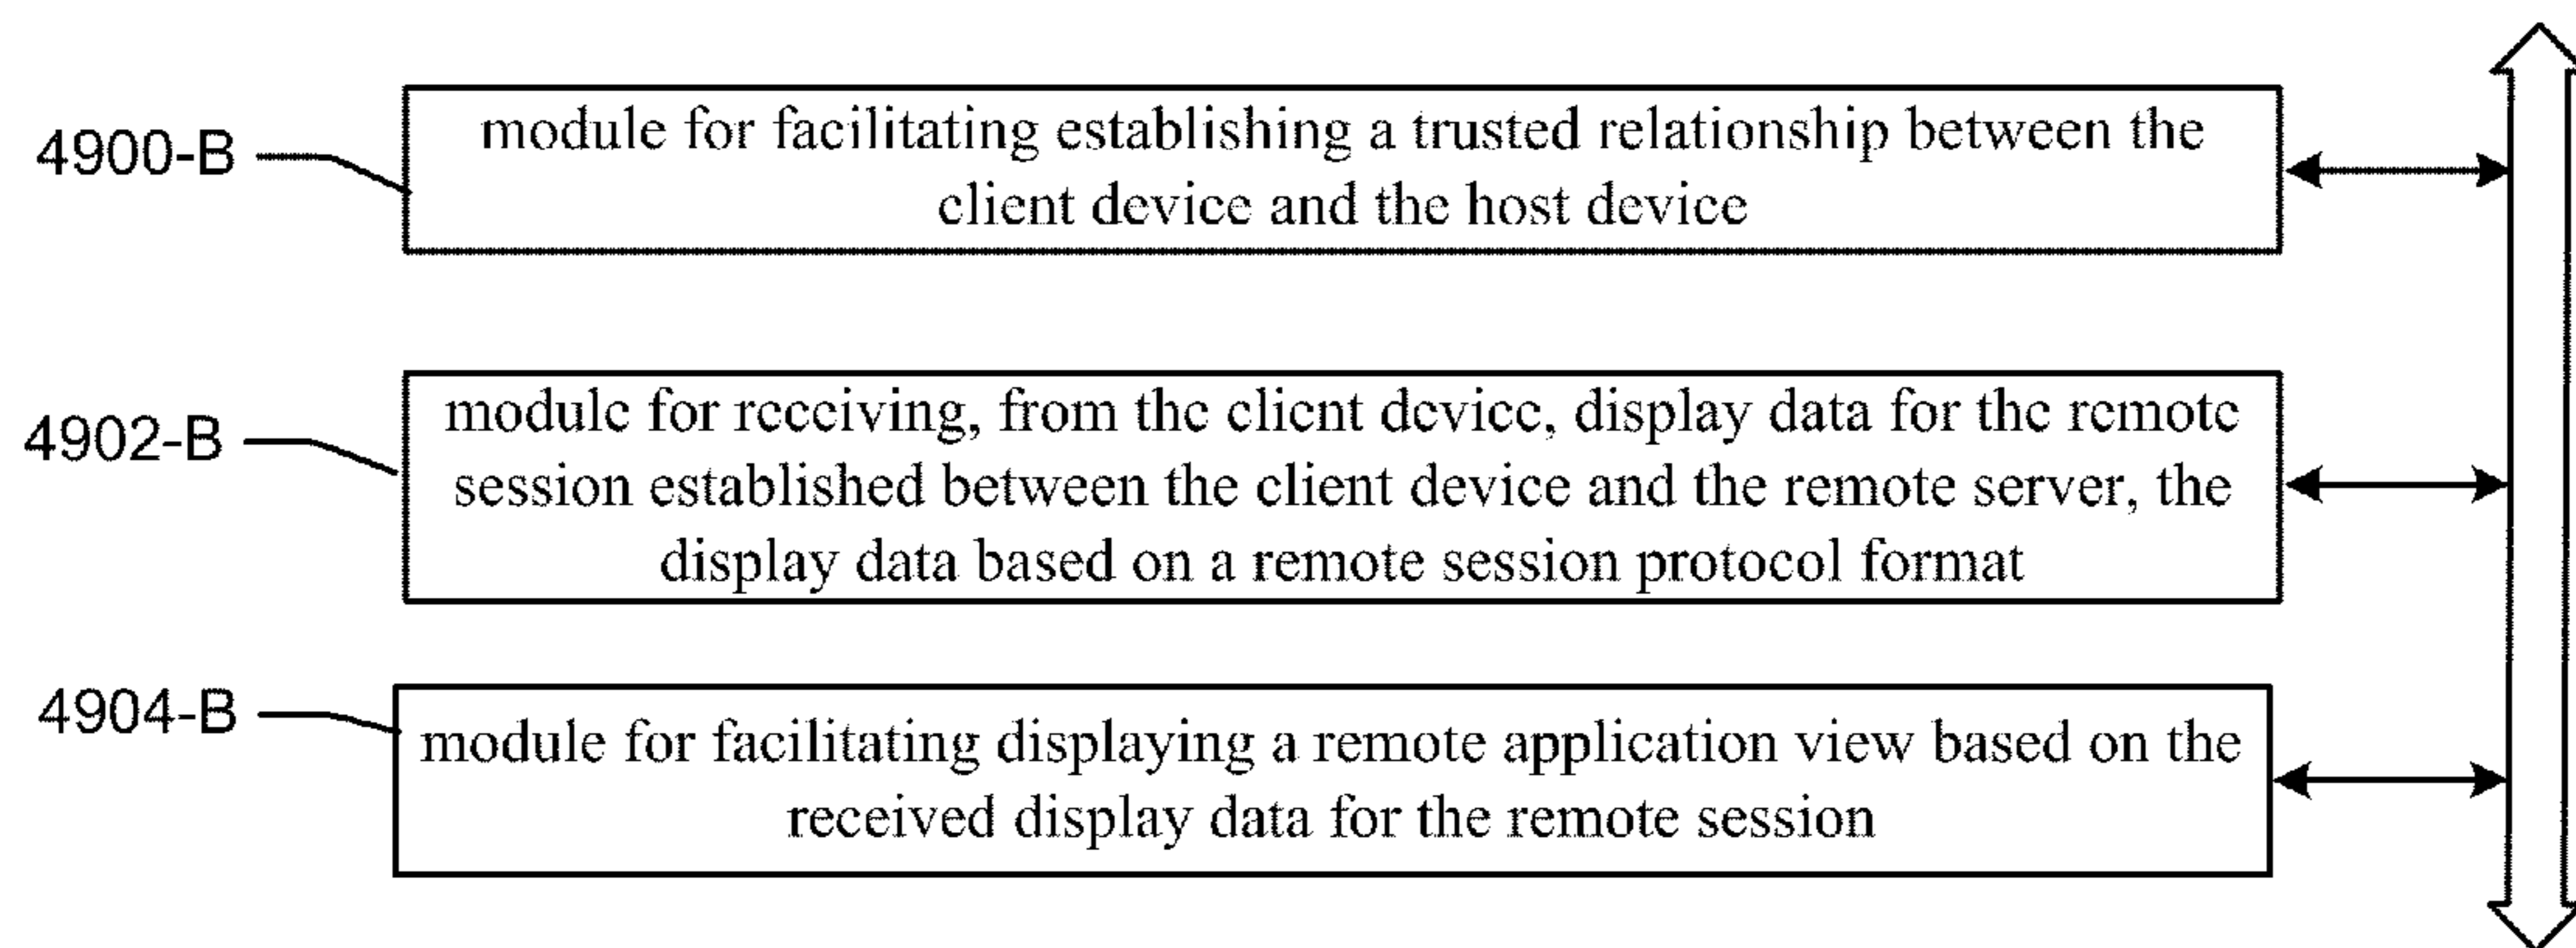 4900-B
module for facilitating establishing a trusted relationship between the
client device and the host device
4902-B
module for receiving, from the client device, display data for the remote
session established between the client device and the remote server, the
display data based on a remote session protocol format
4904-B
module for facilitating displaying a remote application view based on the
received display data for the remote session